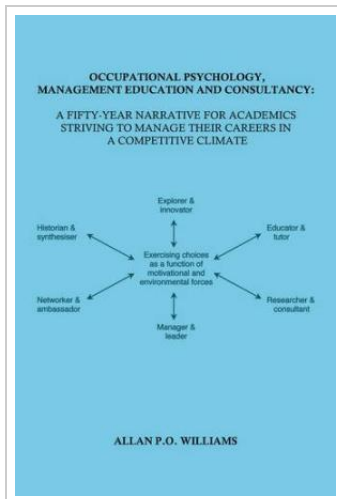 OCCUPATIONAL PSYCHOLOGY,
MANAGEMENT EDUCATION AND CONSULTANCY:
A FIFTY-YEAR NARRATIVE FOR ACADEMICS
STRIVING TO MANAGE THEIR CAREERS IN
A COMPETITIVE CLIMATE
Explorer &
innovator
Historian &
synthesiser
Educator &
tutor
Exercising choices
as a function of
motivational and
environmental forces
Networker &
ambassador
Researcher &
consultant
Manager &
leader
ALLAN P.O. WILLIAMS